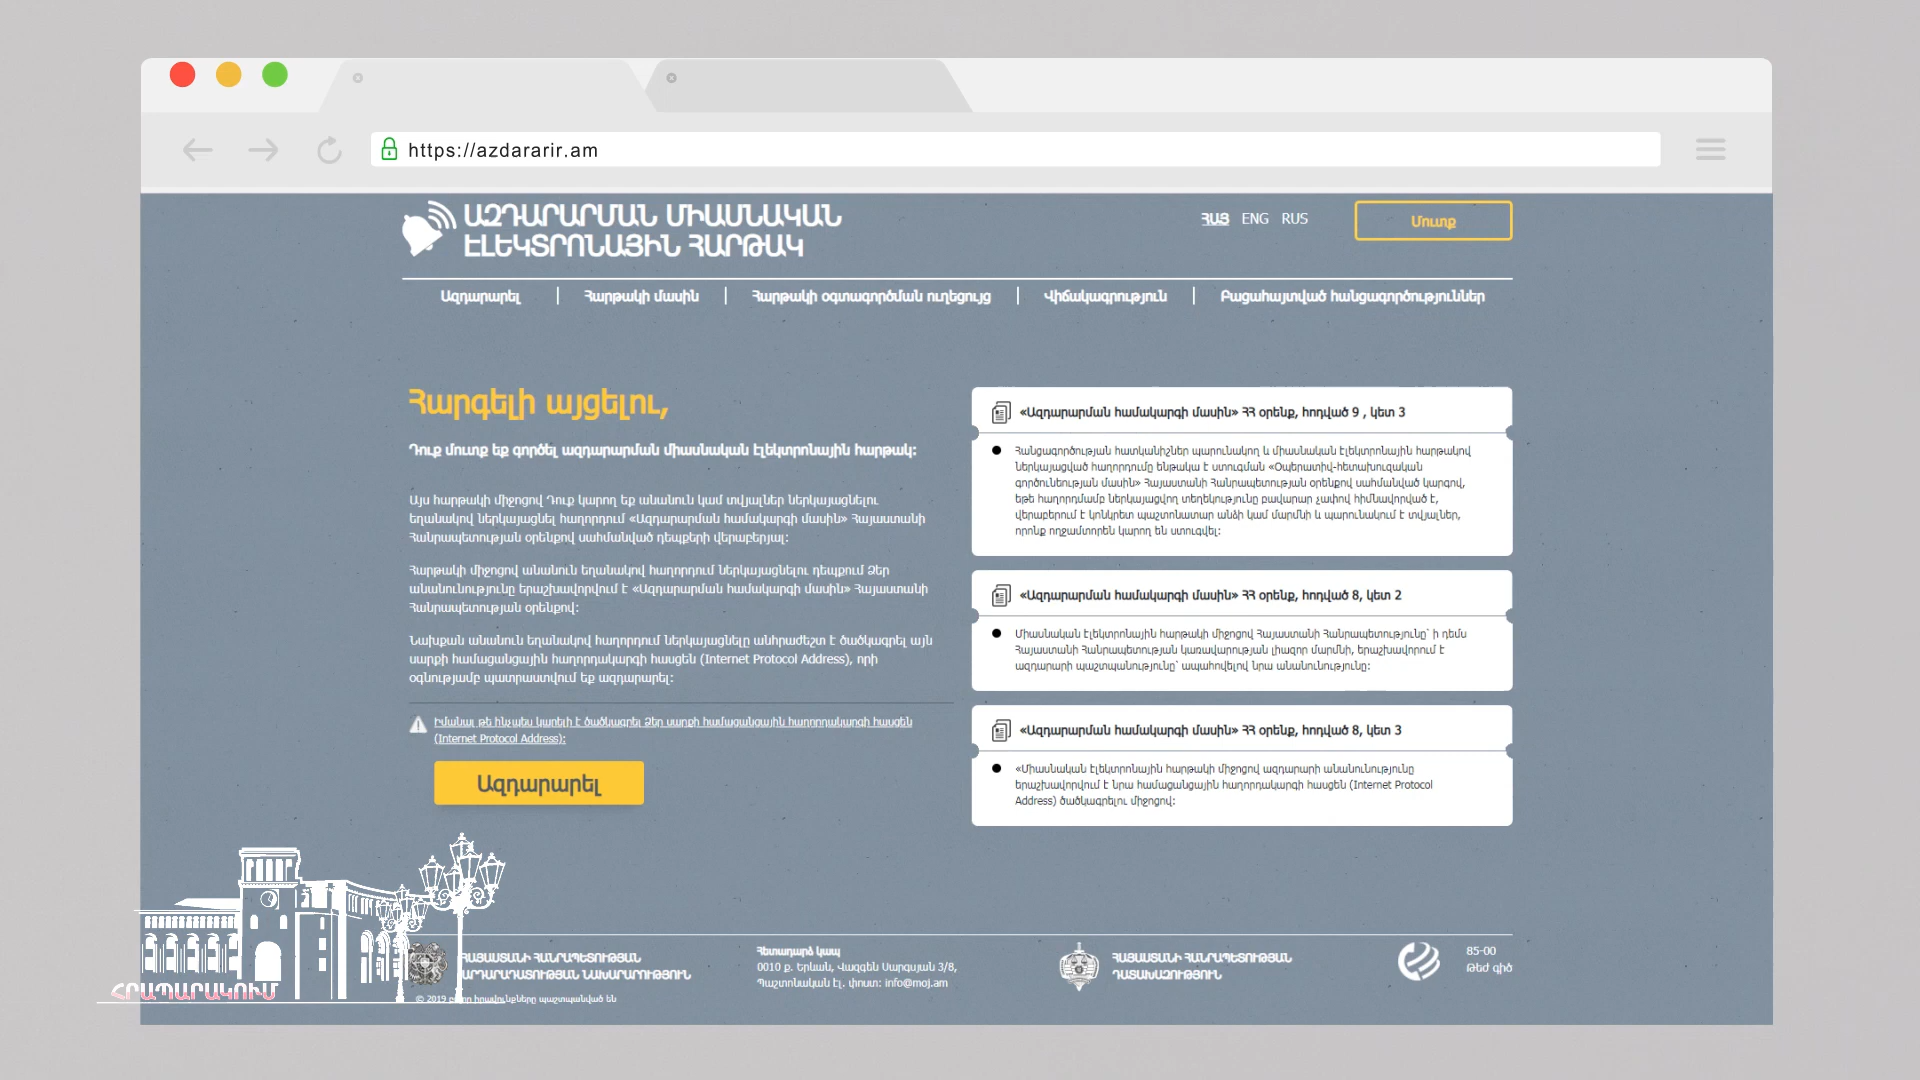 https://azdararir.am
ԱԶԴԱՐԱՐՄԱՆ ՄԻԱՍՆԱԿԱՆ
ԷԼԵԿՏՐՈՆԱՅԻՆ ՀԱՐԹԱԿ
ՀԱՅ ENG RUS
Մուտք
Ազդարարել
Հարթակի մասին
Հարթակի օգտագործման ուղեցույց
Վիճակագրություն
Բացահայտված հանցագործություններ
Հարգելի այցելու,
Դուք մուտք եք գործել ազդարարման միասնական էլեկտրոնային հարթակ:
Այս հարթակի միջոցով Դուք կարող եք անանուն կամ տվյալներ ներկայացնելու
եղանակով ներկայացնել հաղորդում «Ազդարարման համակարգի մասին» Հայաստանի
Հանրապետության օրենքով սահմանված դեպքերի վերաբերյալ:
Հարթակի միջոցով անանուն եղանակով հաղորդում ներկայացնելու դեպքում Ձեր
անանունությունը երաշխավորվում է «Ազդարարման համակարգի մասին» Հայաստանի
Հանրապետության օրենքով:
Նախքան անանուն եղանակով հաղորդում ներկայացնելը անհրաժեշտ է ծածկագրել այն
սարքի համացանցային հաղորդակարգի հասցեն (Internet Protocol Address), որի
օգնությամբ պատրաստվում եք ազդարարել:
Իմանալ թե ինչպես կարելի է ծածկագրել Ձեր սարքի համացանցային հաղորդակարգի հասցեն
(Internet Protocol Address):
Ազդարարել
«Ազդարարման համակարգի մասին» ՀՀ օրենք, հոդված 9 , կետ 3
Հանցագործության հատկանիշներ պարունակող և միասնական էլեկտրոնային հարթակով
ներկայացված հաղորդումը ենթակա է ստուգման «Օպերատիվ-հետախուզական
գործունեության մասին» Հայաստանի Հանրապետության օրենքով սահմանված կարգով,
եթե հաղորդմամբ ներկայացվող տեղեկությունը բավարար չափով հիմնավորված է,
վերաբերում է կոնկրետ պաշտոնատար անձի կամ մարմնի և պարունակում է տվյալներ,
որոնք ողջամտորեն կարող են ստուգվել:
«Ազդարարման համակարգի մասին» ՀՀ օրենք, հոդված 8, կետ 2
Միասնական էլեկտրոնային հարթակի միջոցով Հայաստանի Հանրապետությունը՝ ի դեմս
Հայաստանի Հանրապետության կառավարության լիազոր մարմնի, երաշխավորում է
ազդարարի պաշտպանությունը՝ ապահովելով նրա անանունությունը:
«Ազդարարման համակարգի մասին» ՀՀ օրենք, հոդված 8, կետ 3
«Միասնական էլեկտրոնային հարթակի միջոցով ազդարարի անանունությունը
երաշխավորվում է նրա համացանցային հաղորդակարգի հասցեն (Internet Protocol
Address) ծածկագրելու միջոցով:
ՀԱՅԱՍՏԱՆԻ ՀԱՆՐԱՊԵՏՈՒԹՅԱՆ
ԱՐԴԱՐԱԴԱՏՈՒԹՅԱՆ ՆԱԽԱՐԱՐՈՒԹՅՈՒՆ
© 2019 բոլոր իրավունքները պաշտպանված են
Հետադարձ կապ
0010 ք. Երևան, Վազգեն Սարգսյան 3/8,
Պաշտոնական էլ. փոստ: info@moj.am
ՀԱՅԱՍՏԱՆԻ ՀԱՆՐԱՊԵՏՈՒԹՅԱՆ
ԴԱՏԱԽԱԶՈՒԹՅՈՒՆ
85-00
Թեժ գիծ
ՀՐԱՊԱՐԱԿՈՒՄ